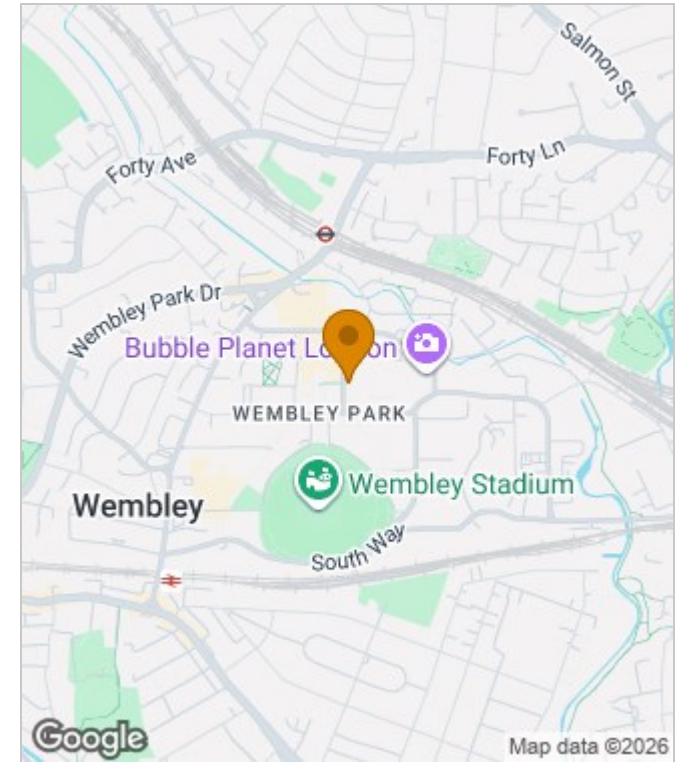 Salmon St
Forty Ave
Forty Ln
Wembley Park Dr
Bubble Planet L on
WEMBLEY PARK
Wembley Stadium
Wembley
South Way
Google
Map data ©2026